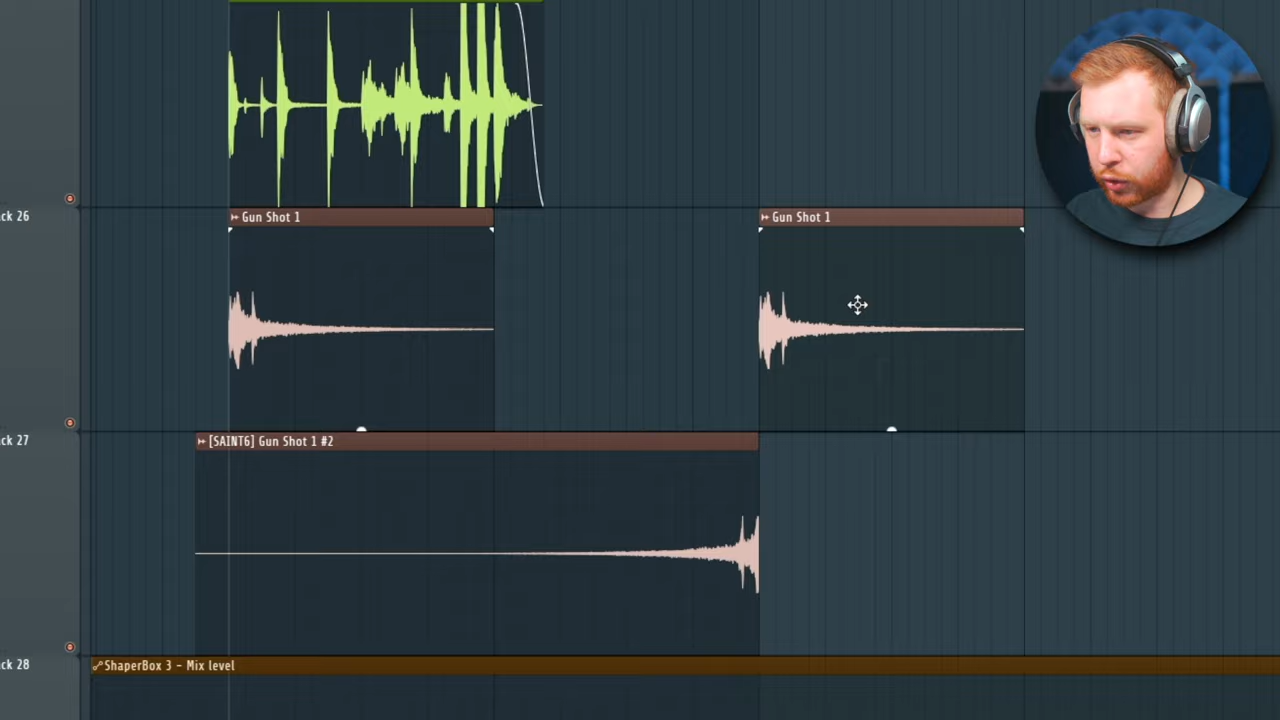 ck 26
Gun Shot 1
Gun Shot 1
ck 27
[SAINT6] Gun Shot 1 #2
ck 28
ShaperBox 3 - Mix level